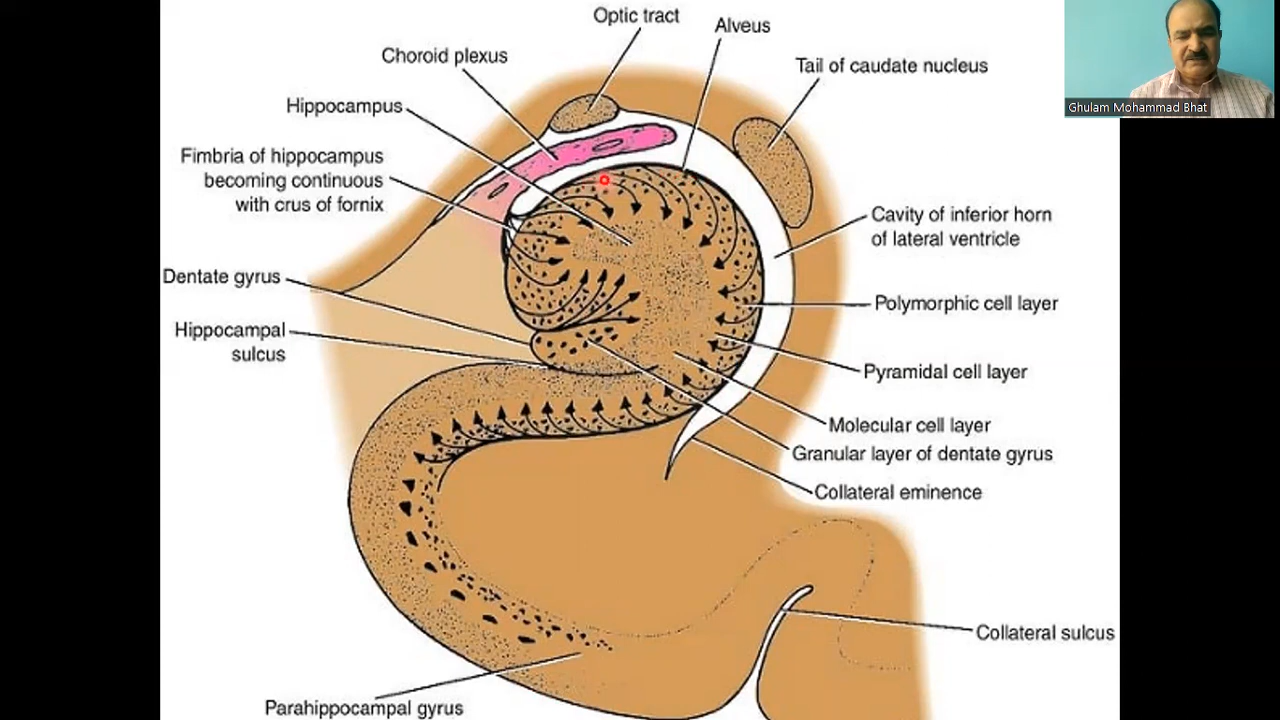 Optic tract
Alveus
Choroid plexus
Tail of caudate nucleus
Hippocampus
Ghulam Mohammad Bhat
Fimbria of hippocampus
becoming continuous
with crus of fornix
Cavity of inferior horn
of lateral ventricle
Dentate gyrus
Polymorphic cell layer
Hippocampal
sulcus
Pyramidal cell layer
Molecular cell layer
Granular layer of dentate gyrus
Collateral eminence
Collateral sulcus
Parahippocampal gyrus